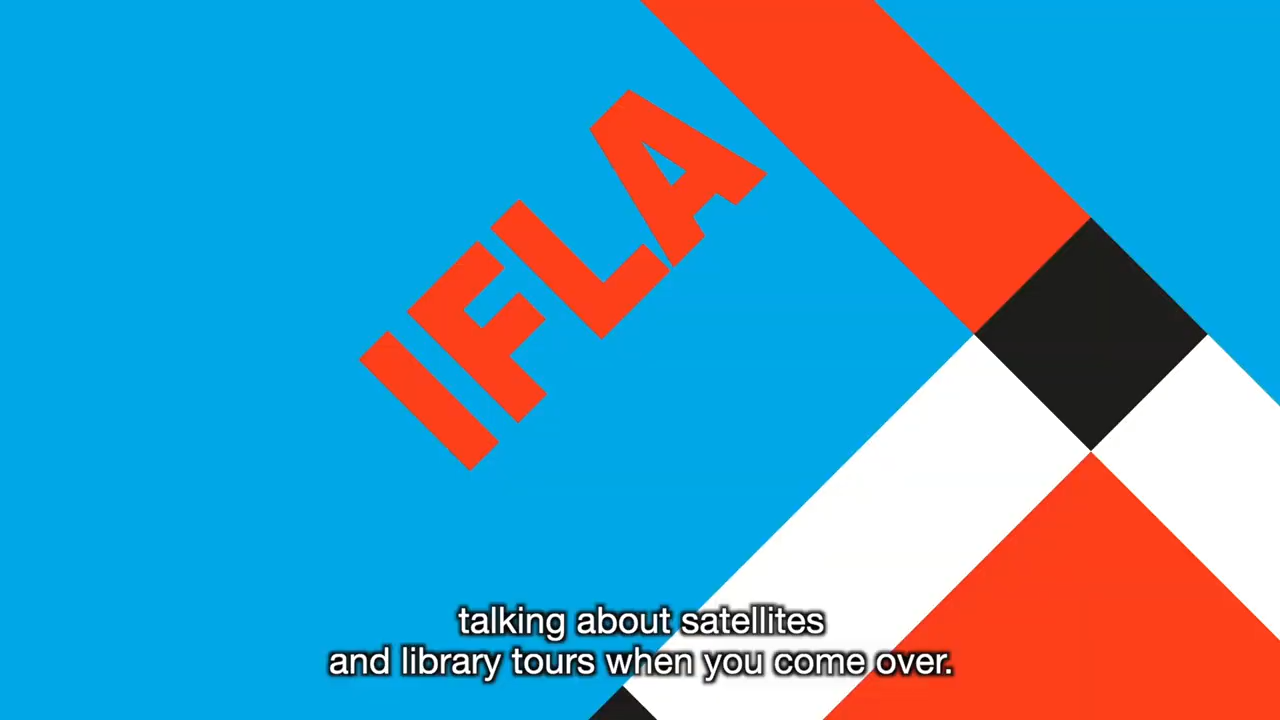 IFLA
talking about satellites
and library tours when you come over.